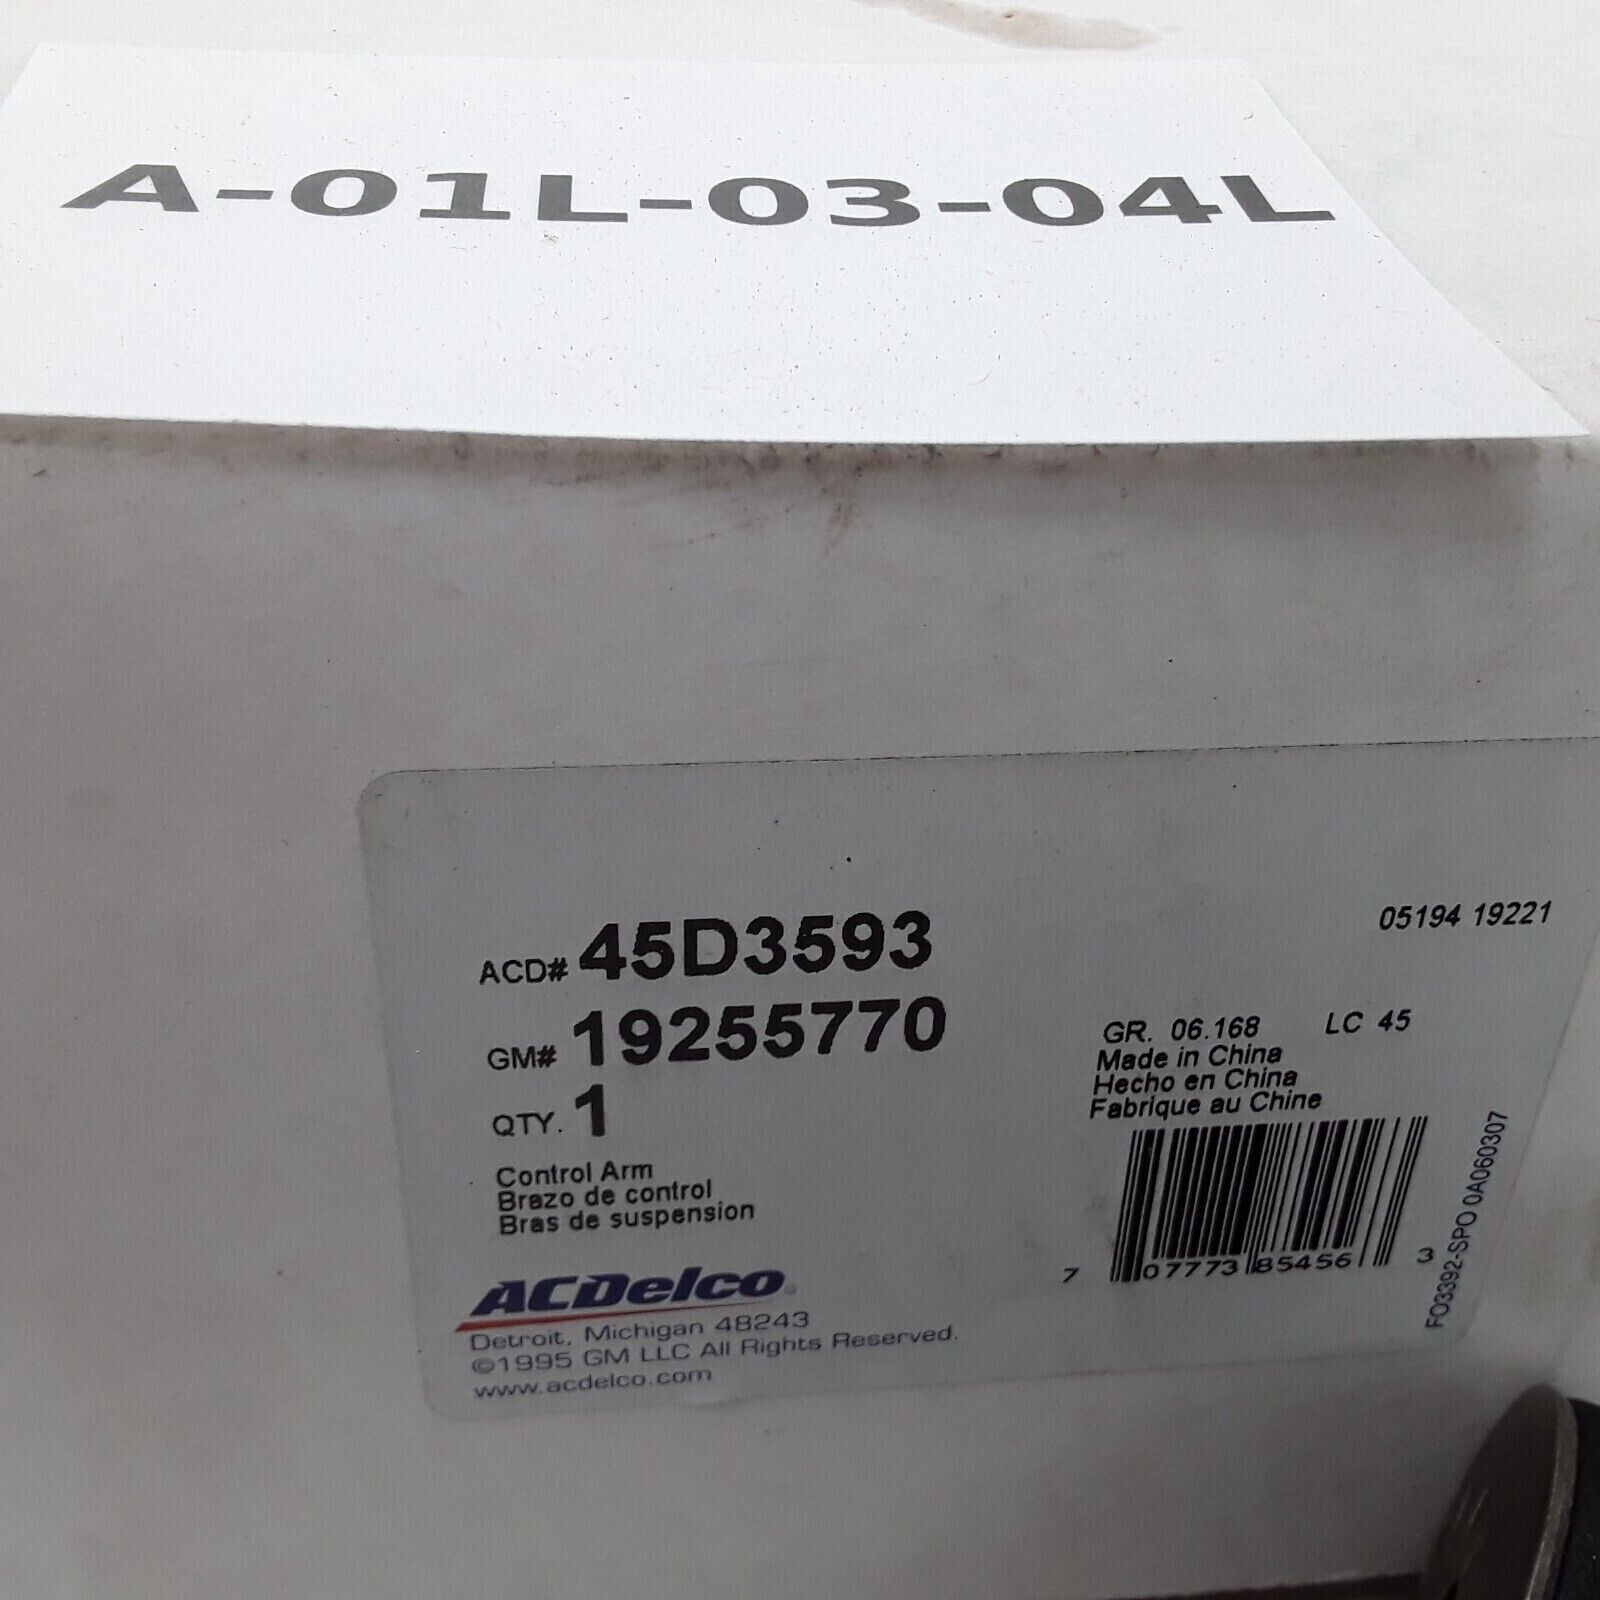 A-01L-03-04L
05194 19221
ACD# 45D3593
GM# 19255770
QTY. 1
Control Arm
Brazo de control
Bras de suspension
GR. 06.168 LC 45
Made in China
Hecho en China
Fabrique au Chine
7 07773 85456 3
FO3392-SPO 0A060307
ACDelco®
Detroit, Michigan 48243
©1995 GM LLC All Rights Reserved.
www.acdelco.com